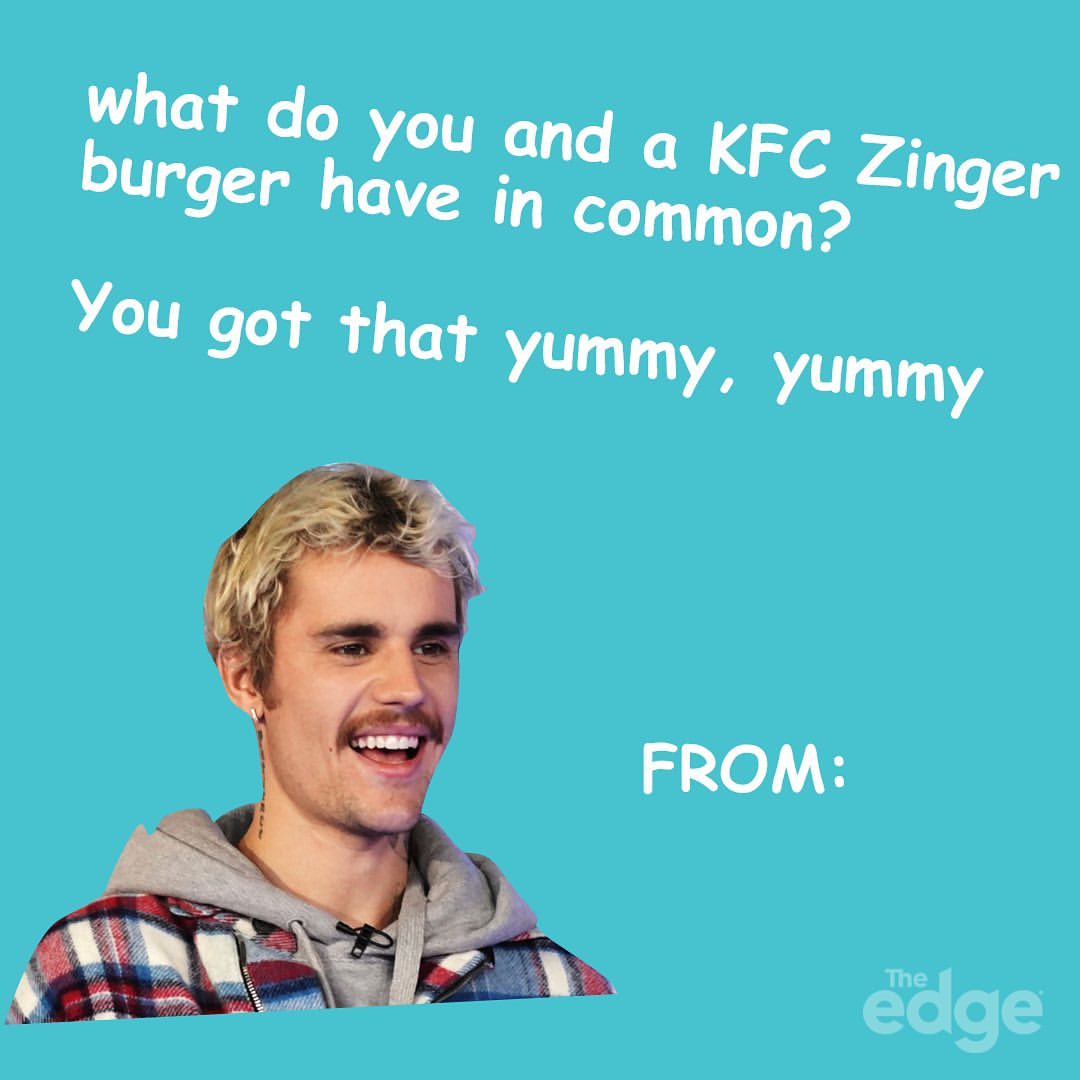 what do you and a KFC Zinger
burger have in common?
You got that yummy, yummy
FROM:
The
edge